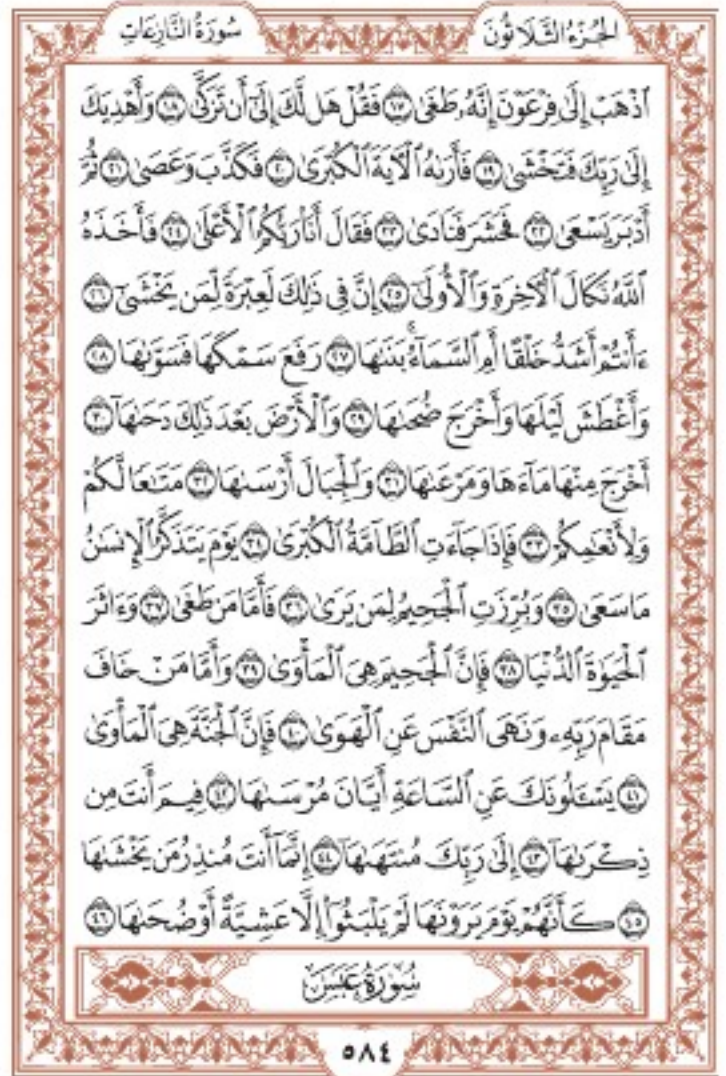 الجُزْءُ الثَّلَاثُونَ
سُورَةُ النَّازِعَاتِ
ٱذْهَبْ إِلَىٰ فِرْعَوْنَ إِنَّهُۥ طَغَىٰ ١٧ فَقُلْ هَل لَّكَ إِلَىٰٓ أَن تَزَكَّىٰ ١٨ وَأَهْدِيَكَ
إِلَىٰ رَبِّكَ فَتَخْشَىٰ ١٩ فَأَرَىٰهُ ٱلْأٓيَةَ ٱلْكُبْرَىٰ ٢٠ فَكَذَّبَ وَعَصَىٰ ٢١ ثُمَّ
أَدْبَرَ يَسْعَىٰ ٢٢ فَحَشَرَ فَنَادَىٰ ٢٣ فَقَالَ أَنَا۠ رَبُّكُمُ ٱلْأَعْلَىٰ ٢٤ فَأَخَذَهُ
ٱللَّهُ نَكَالَ ٱلْأٓخِرَةِ وَٱلْأُولَىٰٓ ٢٥ إِنَّ فِى ذَٰلِكَ لَعِبْرَةً لِّمَن يَخْشَىٰٓ ٢٦
ءَأَنتُمْ أَشَدُّ خَلْقًا أَمِ ٱلسَّمَآءُ ۚ بَنَىٰهَا ٢٧ رَفَعَ سَمْكَهَا فَسَوَّىٰهَا ٢٨
وَأَغْطَشَ لَيْلَهَا وَأَخْرَجَ ضُحَىٰهَا ٢٩ وَٱلْأَرْضَ بَعْدَ ذَٰلِكَ دَحَىٰهَآ ٣٠
أَخْرَجَ مِنْهَا مَآءَهَا وَمَرْعَىٰهَا ٣١ وَٱلْجِبَالَ أَرْسَىٰهَا ٣٢ مَتَٰعًا لَّكُمْ
وَلِأَنْعَٰمِكُمْ ٣٣ فَإِذَا جَآءَتِ ٱلطَّآمَّةُ ٱلْكُبْرَىٰ ٣٤ يَوْمَ يَتَذَكَّرُ ٱلْإِنسَٰنُ
مَا سَعَىٰ ٣٥ وَبُرِّزَتِ ٱلْجَحِيمُ لِمَن يَرَىٰ ٣٦ فَأَمَّا مَن طَغَىٰ ٣٧ وَءَاثَرَ
ٱلْحَيَوٰةَ ٱلدُّنْيَا ٣٨ فَإِنَّ ٱلْجَحِيمَ هِىَ ٱلْمَأْوَىٰ ٣٩ وَأَمَّا مَنْ خَافَ
مَقَامَ رَبِّهِۦ وَنَهَى ٱلنَّفْسَ عَنِ ٱلْهَوَىٰ ٤٠ فَإِنَّ ٱلْجَنَّةَ هِىَ ٱلْمَأْوَىٰ
٤١ يَسْـَٔلُونَكَ عَنِ ٱلسَّاعَةِ أَيَّانَ مُرْسَىٰهَا ٤٢ فِيمَ أَنتَ مِن
ذِكْرَىٰهَآ ٤٣ إِلَىٰ رَبِّكَ مُنتَهَىٰهَآ ٤٤ إِنَّمَآ أَنتَ مُنذِرُ مَن يَخْشَىٰهَا
٤٥ كَأَنَّهُمْ يَوْمَ يَرَوْنَهَا لَمْ يَلْبَثُوٓا۟ إِلَّا عَشِيَّةً أَوْ ضُحَىٰهَا ٤٦
سُورَةُ عَبَسَ
٥٨٤